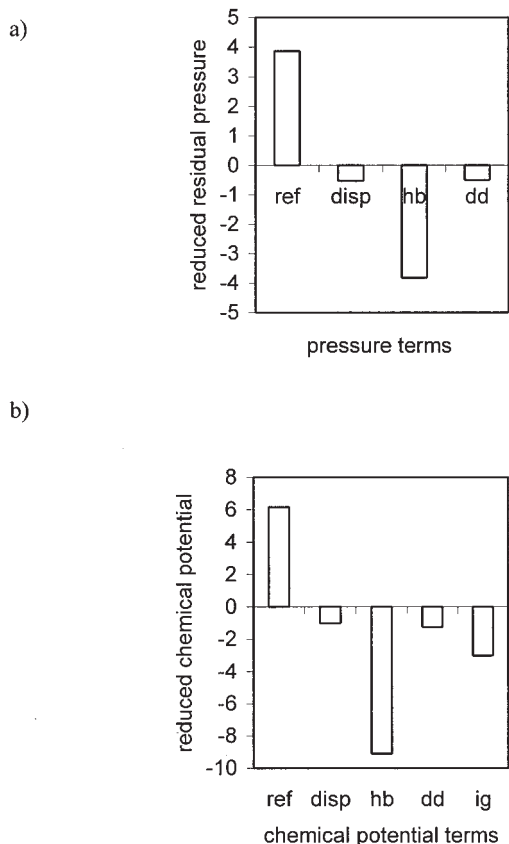 a)
reduced residual pressure
5
4
3
2
1
0
-1
-2
-3
-4
-5
ref disp hb dd
pressure terms
b)
reduced chemical potential
8
6
4
2
0
-2
-4
-6
-8
-10
ref disp hb dd ig
chemical potential terms